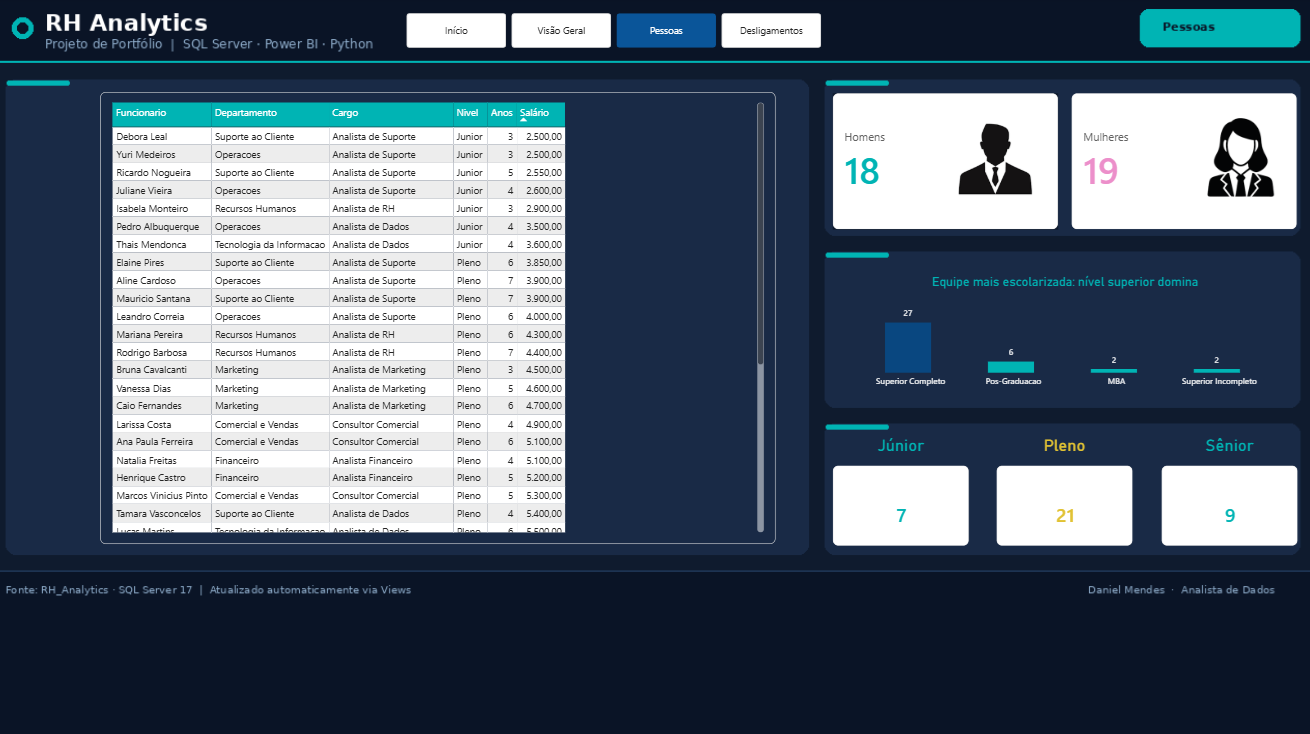 RH Analytics
Projeto de Portfólio | SQL Server · Power BI · Python
Início Visão Geral Pessoas Desligamentos
Pessoas
Funcionario Departamento Cargo Nivel Anos Salário
Debora Leal Suporte ao Cliente Analista de Suporte Junior 3 2.500,00
Yuri Medeiros Operacoes Analista de Suporte Junior 3 2.500,00
Ricardo Nogueira Suporte ao Cliente Analista de Suporte Junior 5 2.550,00
Juliane Vieira Operacoes Analista de Suporte Junior 4 2.600,00
Isabela Monteiro Recursos Humanos Analista de RH Junior 3 2.900,00
Pedro Albuquerque Operacoes Analista de Dados Junior 4 3.500,00
Thais Mendonca Tecnologia da Informacao Analista de Dados Junior 4 3.600,00
Elaine Pires Suporte ao Cliente Analista de Suporte Pleno 6 3.850,00
Aline Cardoso Operacoes Analista de Suporte Pleno 7 3.900,00
Mauricio Santana Suporte ao Cliente Analista de Suporte Pleno 7 3.900,00
Leandro Correia Operacoes Analista de Suporte Pleno 6 4.000,00
Mariana Pereira Recursos Humanos Analista de RH Pleno 6 4.300,00
Rodrigo Barbosa Recursos Humanos Analista de RH Pleno 7 4.400,00
Bruna Cavalcanti Marketing Analista de Marketing Pleno 3 4.500,00
Vanessa Dias Marketing Analista de Marketing Pleno 5 4.600,00
Caio Fernandes Marketing Analista de Marketing Pleno 6 4.700,00
Larissa Costa Comercial e Vendas Consultor Comercial Pleno 4 4.900,00
Ana Paula Ferreira Comercial e Vendas Consultor Comercial Pleno 6 5.100,00
Natalia Freitas Financeiro Analista Financeiro Pleno 4 5.100,00
Henrique Castro Financeiro Analista Financeiro Pleno 5 5.200,00
Marcos Vinicius Pinto Comercial e Vendas Consultor Comercial Pleno 5 5.300,00
Tamara Vasconcelos Suporte ao Cliente Analista de Dados Pleno 4 5.400,00
Lucas Martins Tecnologia da Informacao Analista de Dados Pleno 6 5.500,00
Homens
18
Mulheres
19
Equipe mais escolarizada: nível superior domina
27 6 2 2
Superior Completo Pos-Graduacao MBA Superior Incompleto
Júnior Pleno Sênior
7 21 9
Fonte: RH_Analytics · SQL Server 17 | Atualizado automaticamente via Views
Daniel Mendes · Analista de Dados